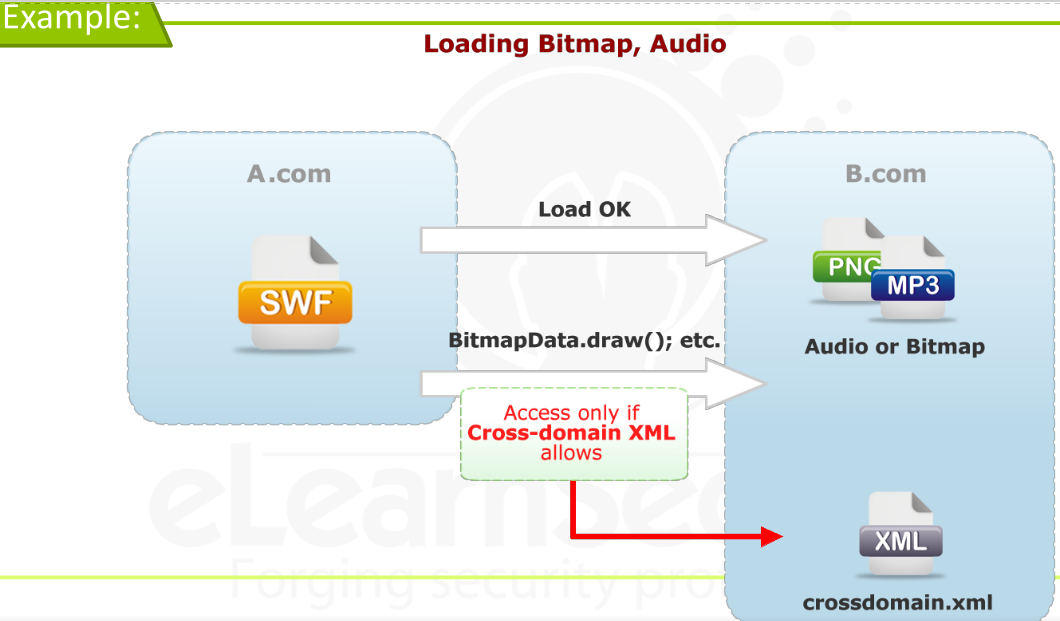 Example:
Loading Bitmap, Audio
A.com
B.com
Load OK
SWF
PNG
MP3
BitmapData.draw(); etc.
Audio or Bitmap
Access only if
Cross-domain XML
allows
XML
crossdomain.xml
eLearnSec
Forging security pro